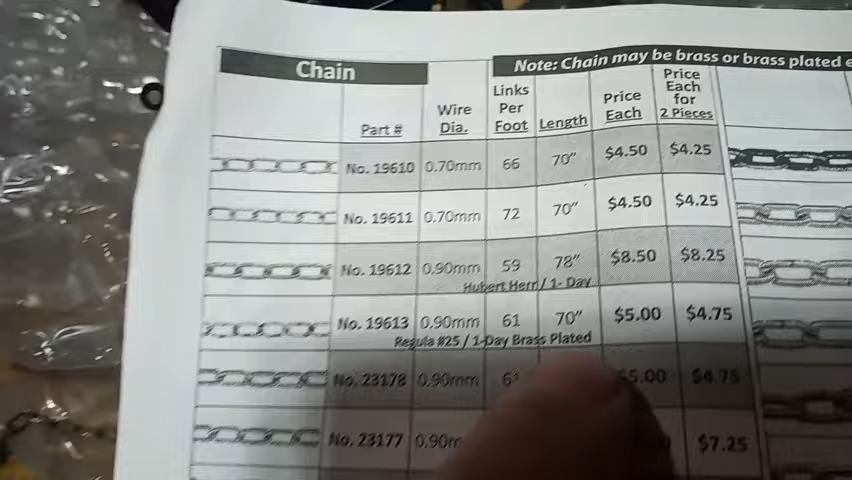 Chain
Note: Chain may be brass or brass plated
Part #
Wire Dia.
Links Per Foot
Length
Price Each
Price Each for 2 Pieces
No. 19610 0.70mm 66 70" $4.50 $4.25
No. 19611 0.70mm 72 70" $4.50 $4.25
No. 19612 0.90mm 59 78" $8.50 $8.25
Hubert Herr / 1- Day
No. 19613 0.90mm 61 70" $5.00 $4.75
Regula #25 / 1-Day Brass Plated
No. 23178 0.90mm $5.00 $4.75
No. 23177 $7.25